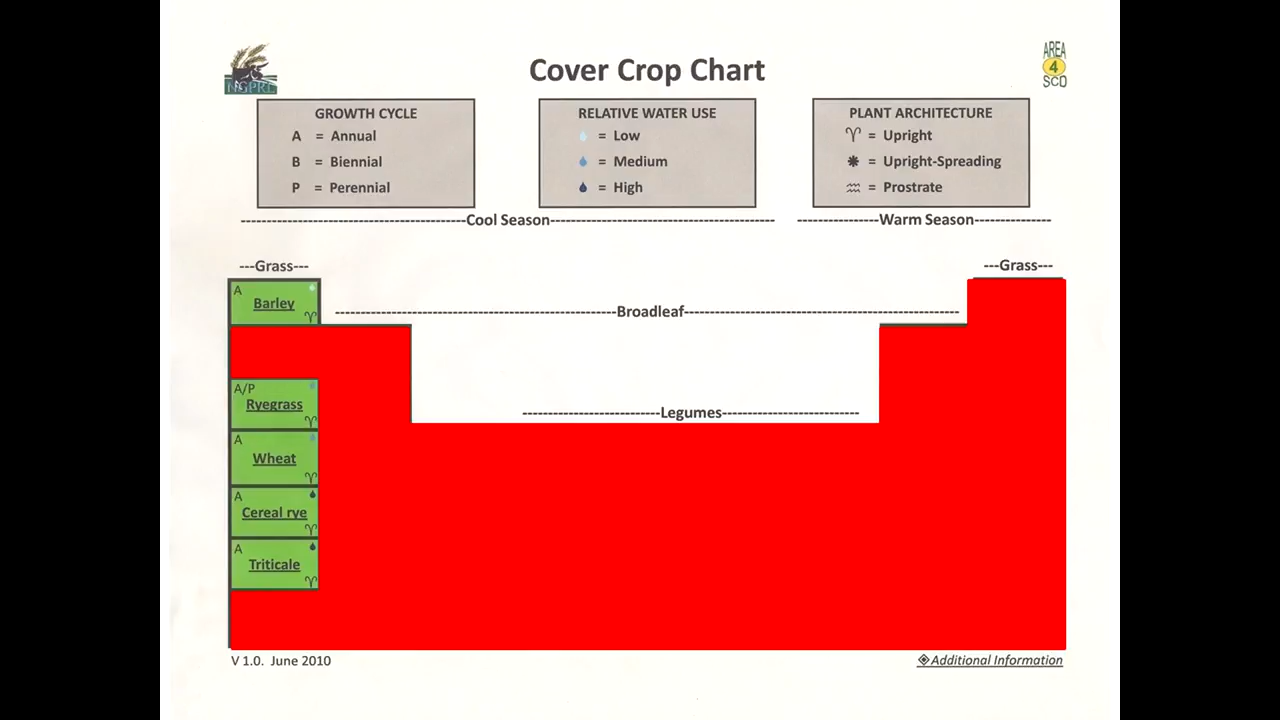 NGPRL
AREA
4
SCD
Cover Crop Chart
GROWTH CYCLE
A = Annual
B = Biennial
P = Perennial
RELATIVE WATER USE
= Low
= Medium
= High
PLANT ARCHITECTURE
= Upright
= Upright-Spreading
= Prostrate
Cool Season
Warm Season
---Grass---
---Grass---
A
Barley
Broadleaf
A/P
Ryegrass
Legumes
A
Wheat
A
Cereal rye
A
Triticale
V 1.0. June 2010
Additional Information